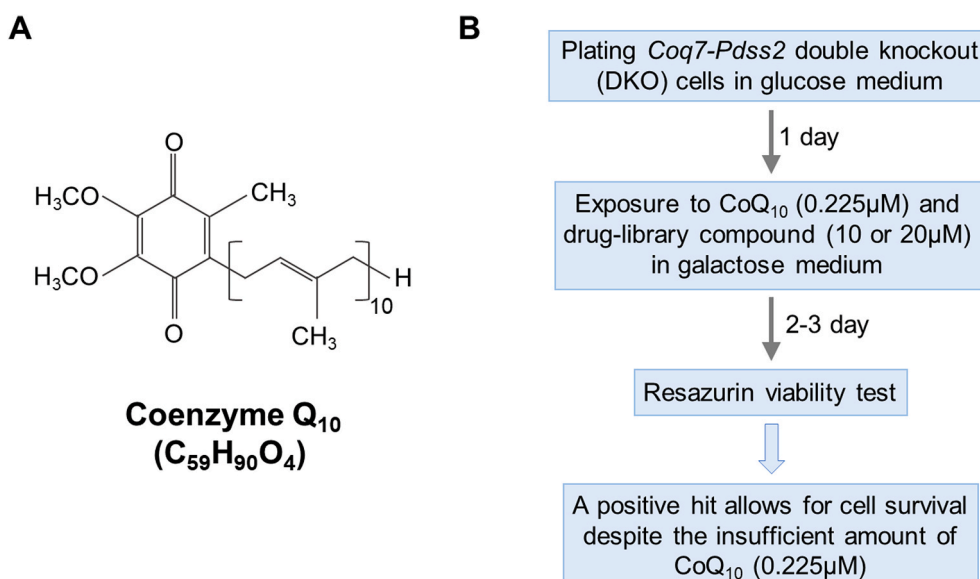 A
O
H₃CO
CH₃
H₃CO
O
CH₃
10
H
Coenzyme Q₁₀
(C₅₉H₉₀O₄)
B
Plating Coq7-Pdss2 double knockout
(DKO) cells in glucose medium
1 day
Exposure to CoQ₁₀ (0.225µM) and
drug-library compound (10 or 20µM)
in galactose medium
2-3 day
Resazurin viability test
A positive hit allows for cell survival
despite the insufficient amount of
CoQ₁₀ (0.225µM)